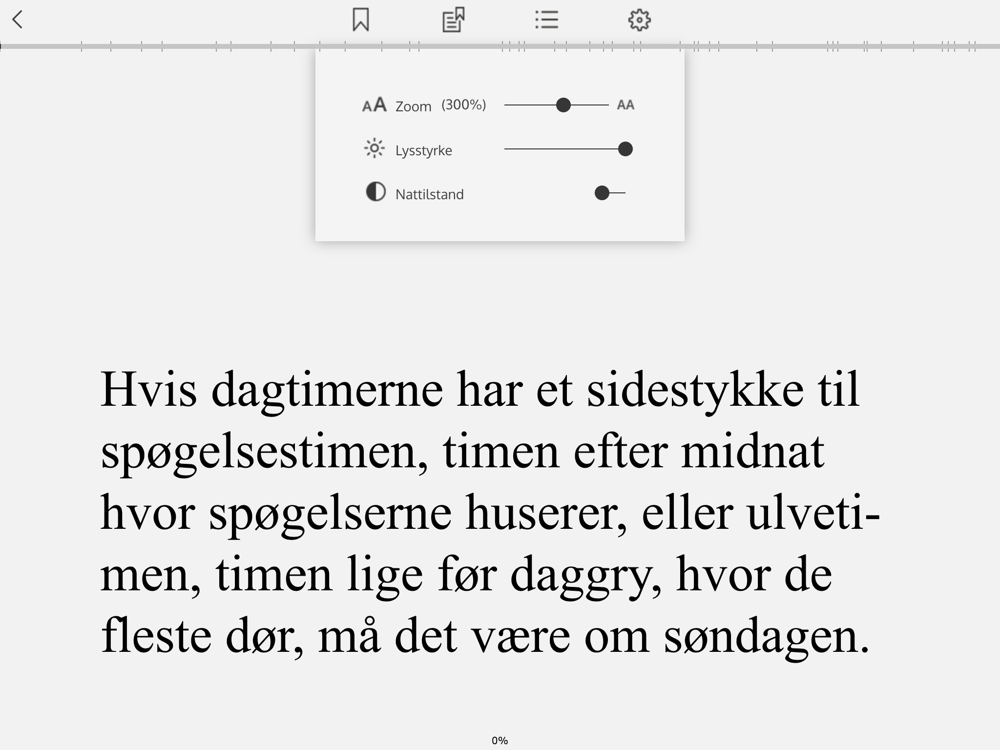 AA Zoom (300%) AA
Lysstyrke
Nattilstand
Hvis dagtimerne har et sidestykke til
spøgelsestimen, timen efter midnat
hvor spøgelserne huserer, eller ulveti-
men, timen lige før daggry, hvor de
fleste dør, må det være om søndagen.
0%